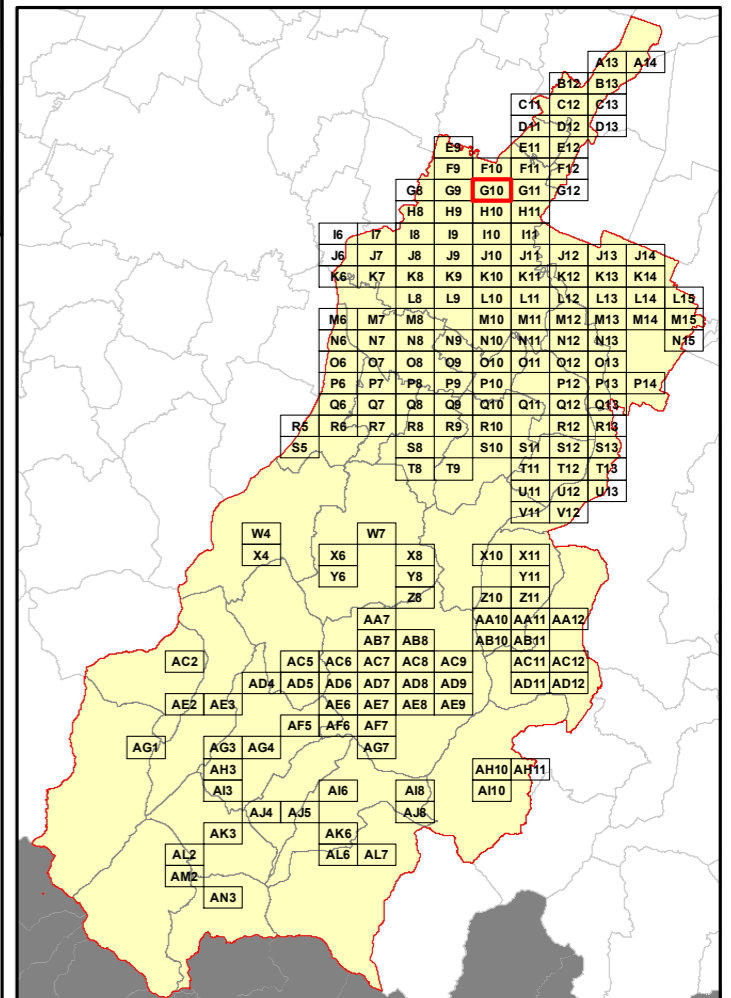 A13 A14
B12 B13
C11 C12 C13
D11 D12 D13
E9 E11 E12
F9 F10 F11 F12
G8 G9 G10 G11 G12
H8 H9 H10 H11
I6 I7 I8 I9 I10 I11
J6 J7 J8 J9 J10 J11 J12 J13 J14
K6 K7 K8 K9 K10 K11 K12 K13 K14
L8 L9 L10 L11 L12 L13 L14 L15
M6 M7 M8 M10 M11 M12 M13 M14 M15
N6 N7 N8 N9 N10 N11 N12 N13 N15
O6 O7 O8 O9 O10 O11 O12 O13
P6 P7 P8 P9 P10 P12 P13 P14
Q6 Q7 Q8 Q9 Q10 Q11 Q12 Q13
R5 R6 R7 R8 R9 R10 R12 R13
S5 S8 S10 S11 S12 S13
T8 T9 T11 T12 T13
U11 U12 U13
V11 V12
W4 W7
X4 X6 X8 X10 X11
Y6 Y8 Y11
Z8 Z10 Z11
AA7 AA10 AA11 AA12
AB7 AB8 AB10 AB11
AC2 AC5 AC6 AC7 AC8 AC9 AC11 AC12
AD4 AD5 AD6 AD7 AD8 AD9 AD11 AD12
AE2 AE3 AE6 AE7 AE8 AE9
AF5 AF6 AF7
AG1 AG3 AG4 AG7
AH3 AH10 AH11
AI3 AI6 AI8 AI10
AJ4 AJ5 AJ8
AK3 AK6
AL2 AL6 AL7
AM2
AN3